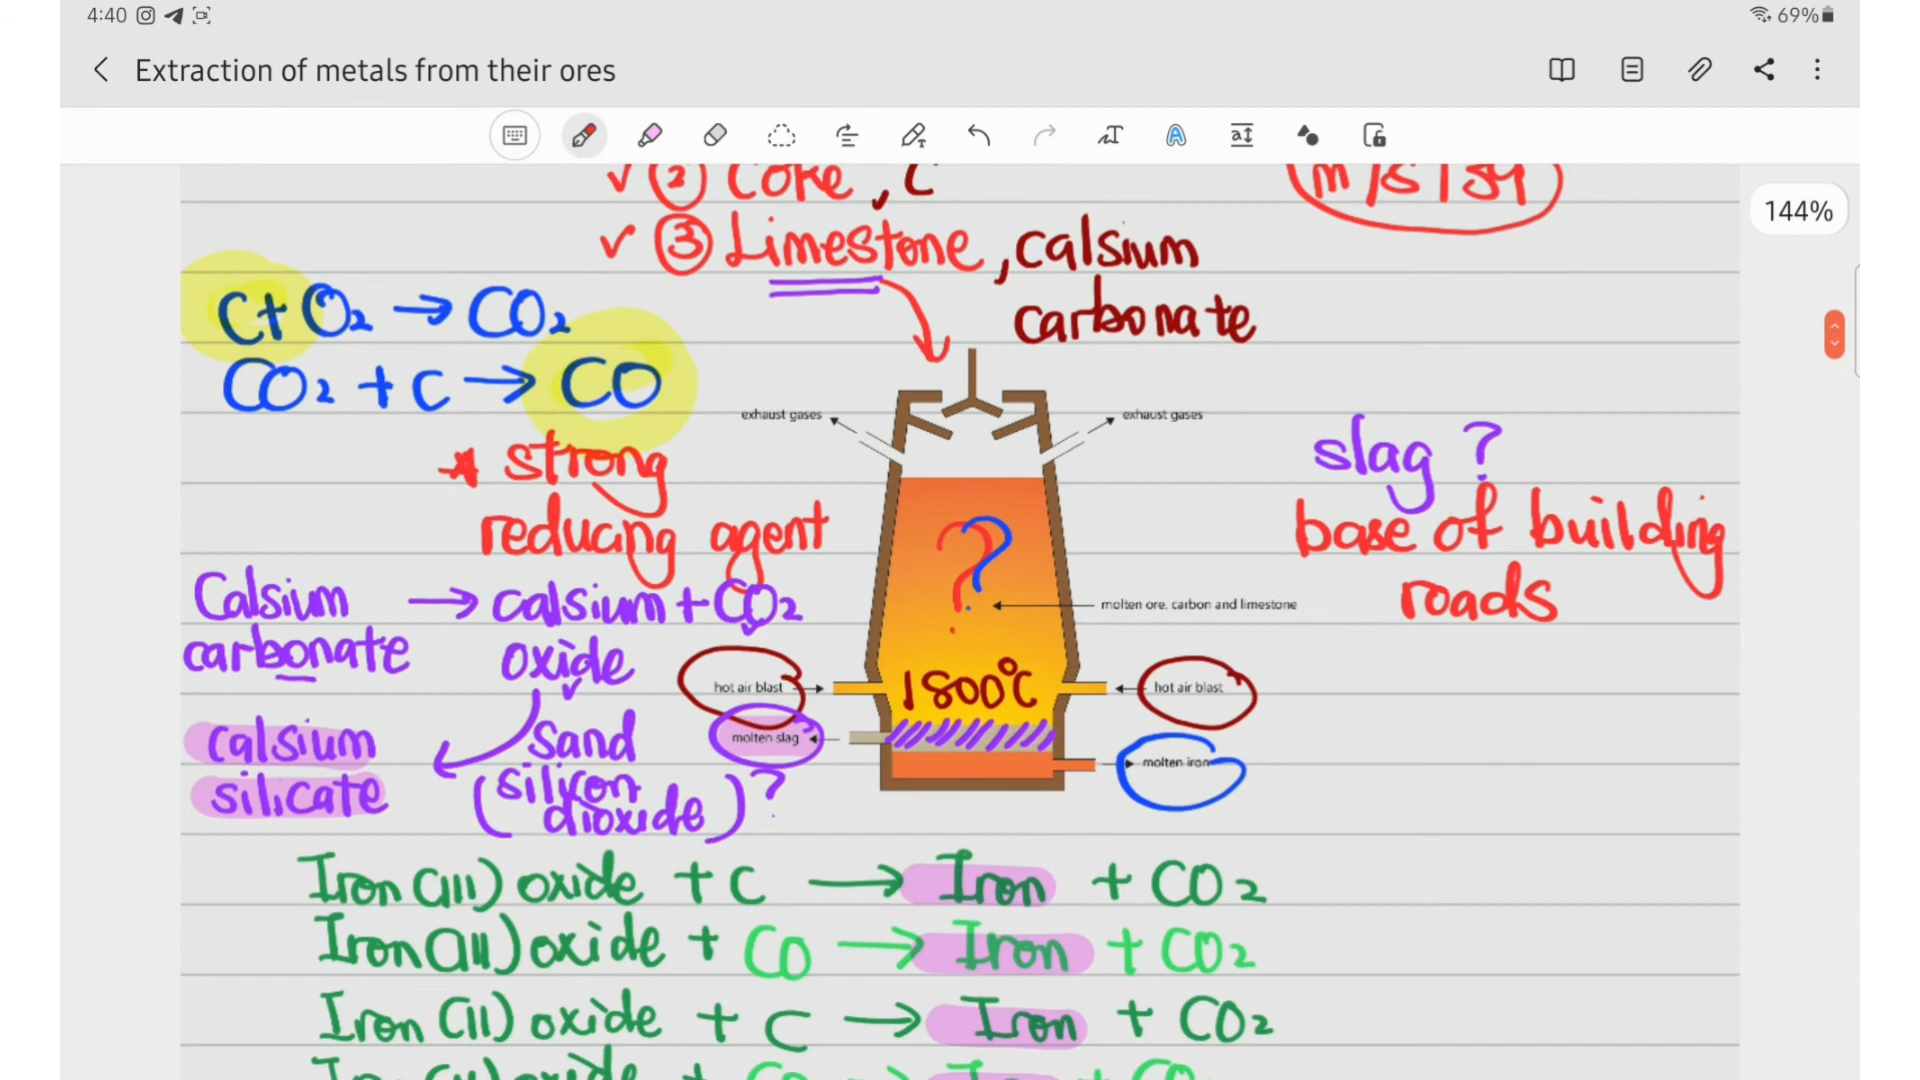 4:40
69%
Extraction of metals from their ores
144%
✓ ② Coke, C
(m/s/34)
✓ ③ Limestone, calsium
carbonate
C + O₂ → CO₂
CO₂ + C → CO
exhaust gases
exhaust gases
* strong
reducing agent
slag?
base of building
roads
molten ore, carbon and limestone
Calsium → calsium + CO₂
carbonate oxide
hot air blast
1800°C
hot air blast
molten slag
molten iron
calsium
silicate
Sand
(silicon
dioxide)?
Iron (III) oxide + C → Iron + CO₂
Iron (III) oxide + CO → Iron + CO₂
Iron (II) oxide + C → Iron + CO₂